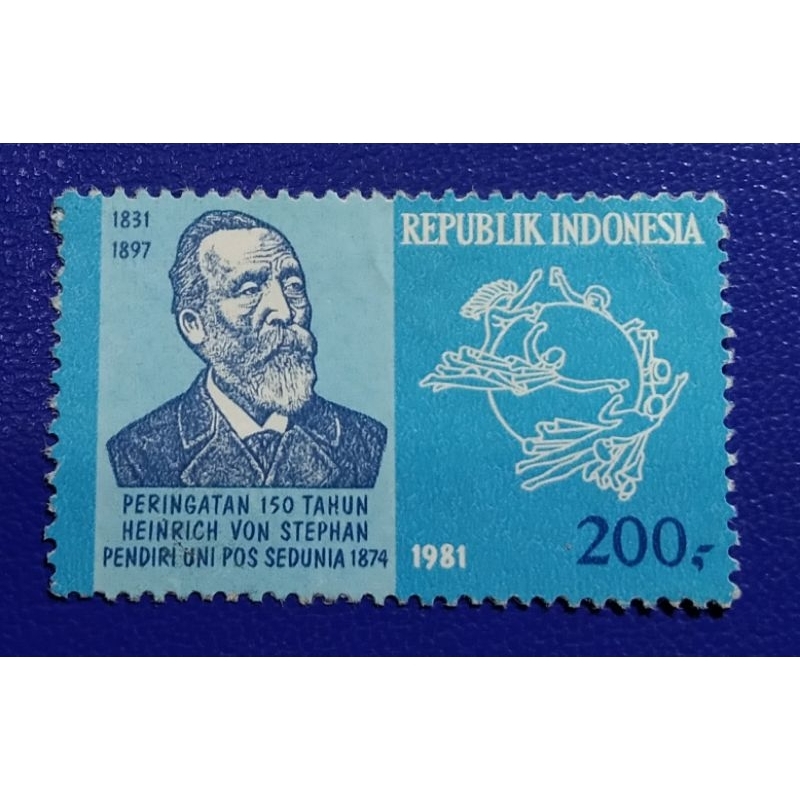 1831
1897
PERINGATAN 150 TAHUN
HEINRICH VON STEPHAN
PENDIRI UNI POS SEDUNIA 1874
REPUBLIK INDONESIA
1981
200,-